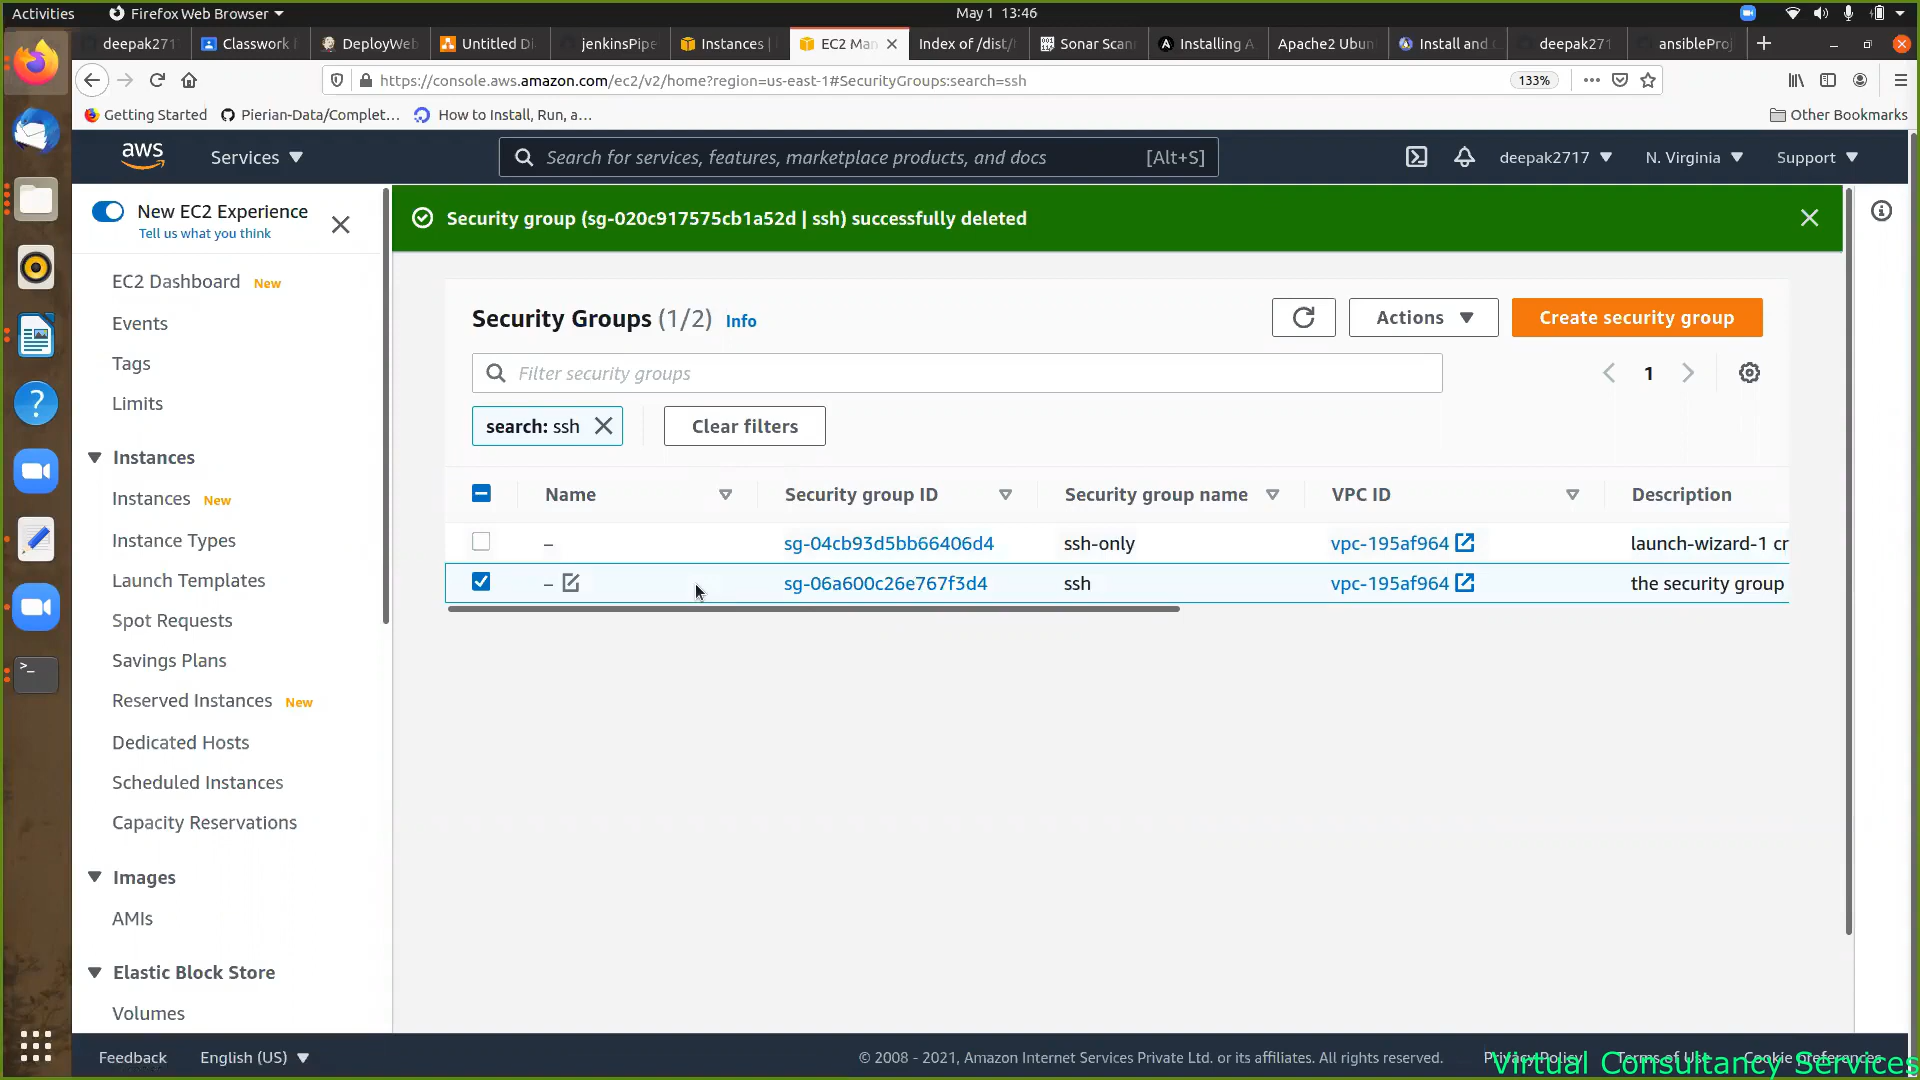 Activities
Firefox Web Browser
May 1 13:46
deepak271
Classwork
DeployWeb
Untitled Di
jenkinsPipe
Instances |
EC2 Man
Index of /dist/
Sonar Scan
Installing A
Apache2 Ubun
Install and
deepak271
ansibleProj
https://console.aws.amazon.com/ec2/v2/home?region=us-east-1#SecurityGroups:search=ssh
133%
Getting Started
Pierian-Data/Complet...
How to Install, Run, a...
Other Bookmarks
aws
Services
Search for services, features, marketplace products, and docs
[Alt+S]
deepak2717
N. Virginia
Support
New EC2 Experience
Tell us what you think
EC2 Dashboard New
Events
Tags
Limits
Instances
Instances New
Instance Types
Launch Templates
Spot Requests
Savings Plans
Reserved Instances New
Dedicated Hosts
Scheduled Instances
Capacity Reservations
Images
AMIs
Elastic Block Store
Volumes
Security group (sg-020c917575cb1a52d | ssh) successfully deleted
Security Groups (1/2) Info
Actions
Create security group
Filter security groups
1
search: ssh
Clear filters
Name
Security group ID
Security group name
VPC ID
Description
– sg-04cb93d5bb66406d4 ssh-only vpc-195af964 launch-wizard-1 cr
– sg-06a600c26e767f3d4 ssh vpc-195af964 the security group
Feedback
English (US)
© 2008 - 2021, Amazon Internet Services Private Ltd. or its affiliates. All rights reserved.
Privacy Policy
Terms of Use
Cookie preferences
Virtual Consultancy Services